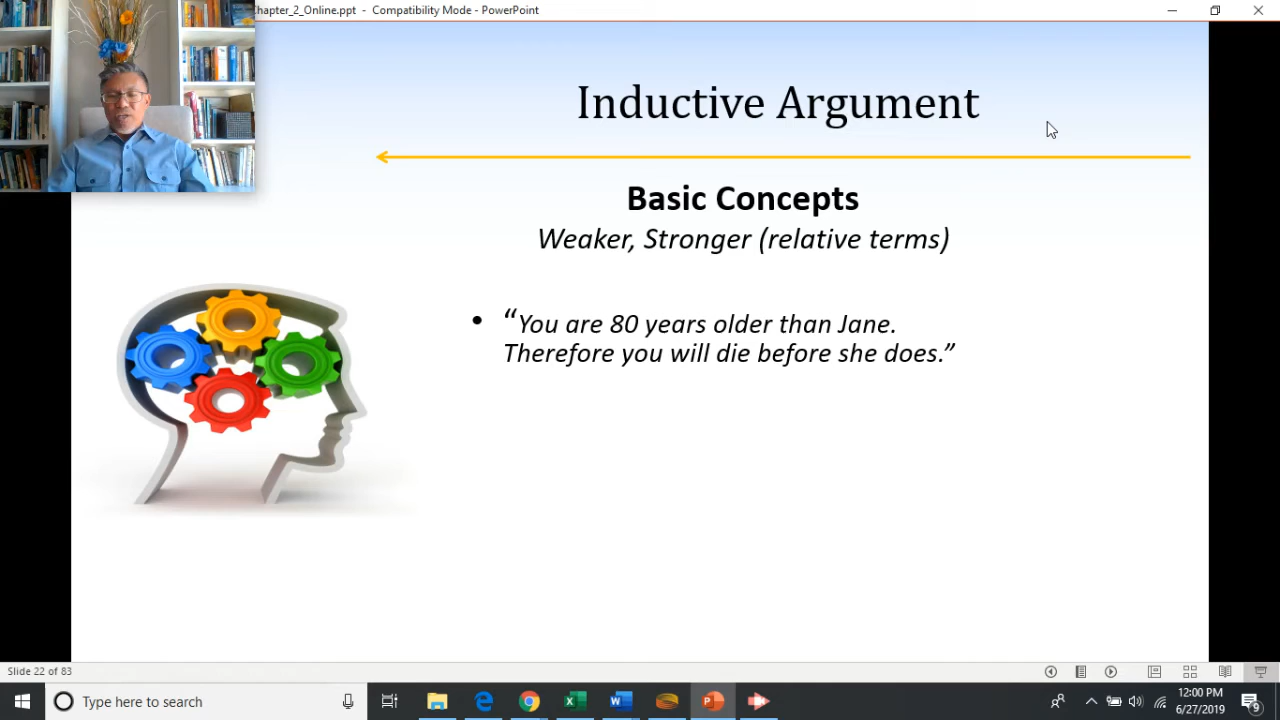 Chapter_2_Online.ppt - Compatibility Mode - PowerPoint
Inductive Argument
Basic Concepts
Weaker, Stronger (relative terms)
• “You are 80 years older than Jane.
Therefore you will die before she does.”
Slide 22 of 83
Type here to search
12:00 PM
6/27/2019
9